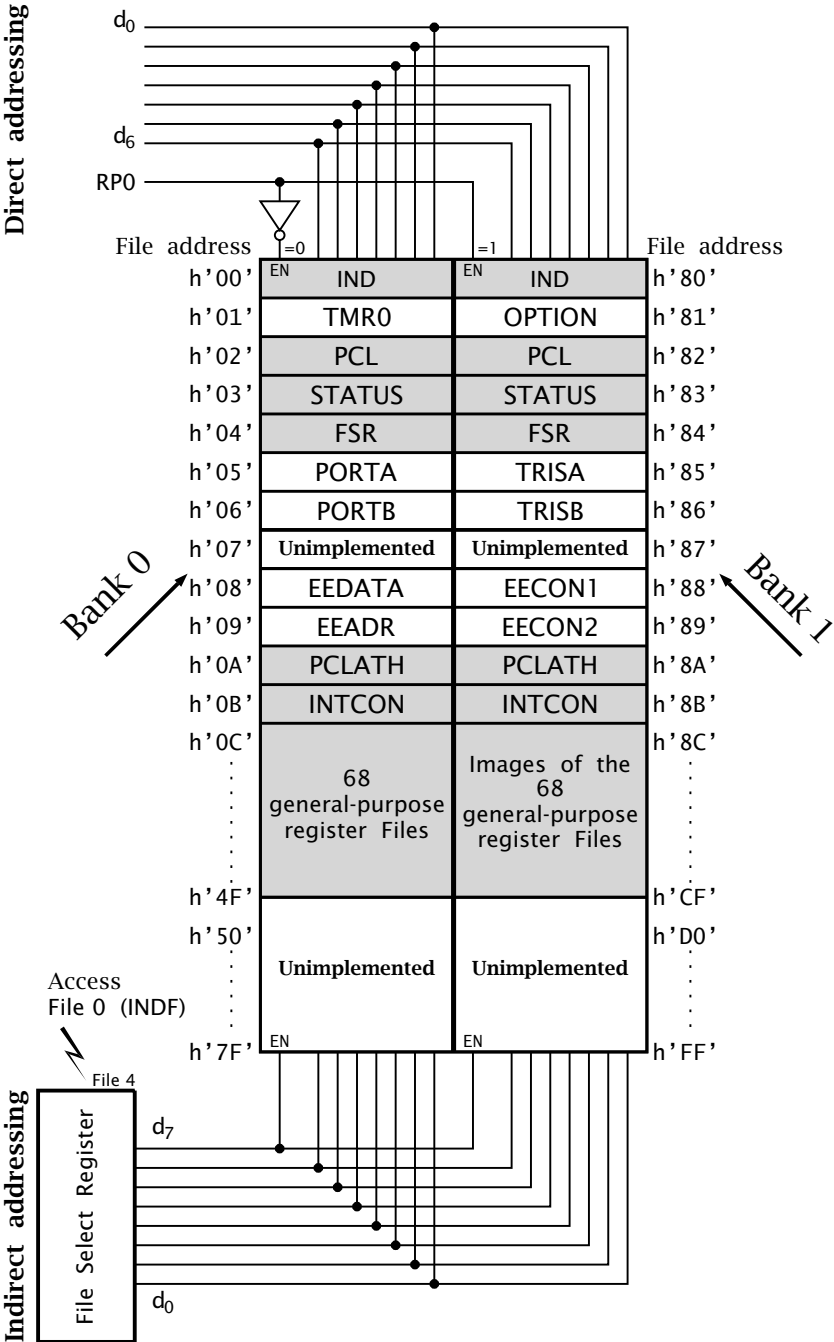 Direct addressing
d0
d6
RP0
File address =0 =1 File address
h'00' EN IND EN IND h'80'
h'01' TMR0 OPTION h'81'
h'02' PCL PCL h'82'
h'03' STATUS STATUS h'83'
h'04' FSR FSR h'84'
h'05' PORTA TRISA h'85'
h'06' PORTB TRISB h'86'
h'07' Unimplemented Unimplemented h'87'
Bank 0
Bank 1
h'08' EEDATA EECON1 h'88'
h'09' EEADR EECON2 h'89'
h'0A' PCLATH PCLATH h'8A'
h'0B' INTCON INTCON h'8B'
h'0C' h'8C'
68
general-purpose
register Files
Images of the
68
general-purpose
register Files
h'4F' h'CF'
h'50' h'D0'
Unimplemented Unimplemented
Access
File 0 (INDF)
h'7F' EN EN h'FF'
File 4
Indirect addressing
File Select Register
d7
d0